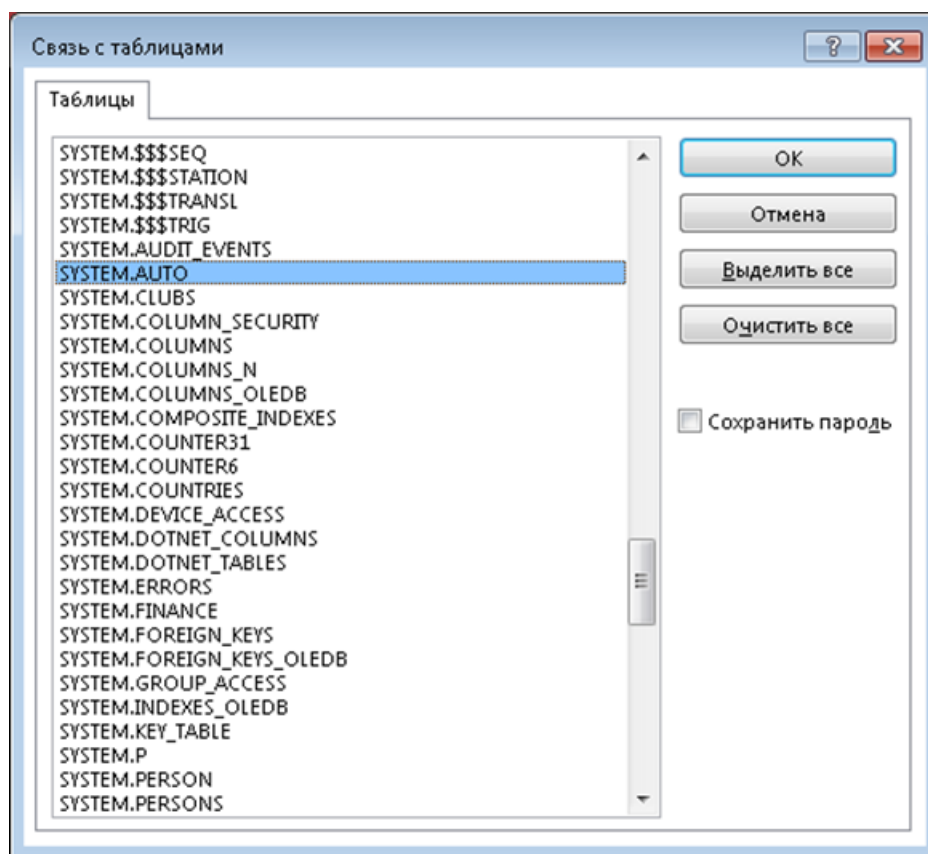 Связь с таблицами
Таблицы
SYSTEM.$$$SEQ
SYSTEM.$$$STATION
SYSTEM.$$$TRANSL
SYSTEM.$$$TRIG
SYSTEM.AUDIT_EVENTS
SYSTEM.AUTO
SYSTEM.CLUBS
SYSTEM.COLUMN_SECURITY
SYSTEM.COLUMNS
SYSTEM.COLUMNS_N
SYSTEM.COLUMNS_OLEDB
SYSTEM.COMPOSITE_INDEXES
SYSTEM.COUNTER31
SYSTEM.COUNTER6
SYSTEM.COUNTRIES
SYSTEM.DEVICE_ACCESS
SYSTEM.DOTNET_COLUMNS
SYSTEM.DOTNET_TABLES
SYSTEM.ERRORS
SYSTEM.FINANCE
SYSTEM.FOREIGN_KEYS
SYSTEM.FOREIGN_KEYS_OLEDB
SYSTEM.GROUP_ACCESS
SYSTEM.INDEXES_OLEDB
SYSTEM.KEY_TABLE
SYSTEM.P
SYSTEM.PERSON
SYSTEM.PERSONS
ОК
Отмена
Выделить все
Очистить все
Сохранить пароль